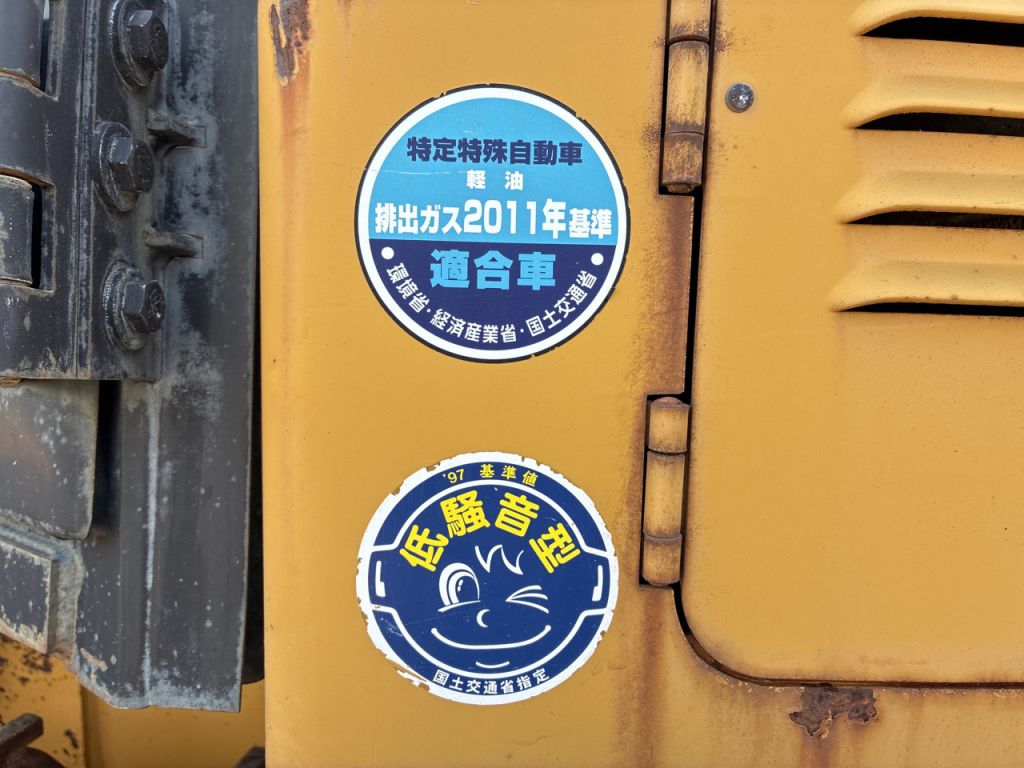 特定特殊自動車
軽 油
排出ガス2011年基準
適合車
環境省・経済産業省・国土交通省
'97 基準値
低騒音型
国土交通省指定